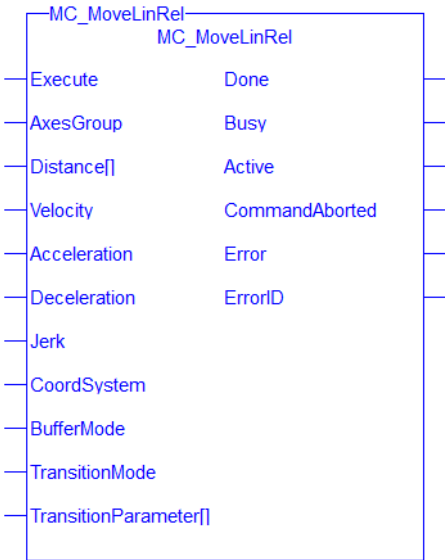 MC_MoveLinRel
MC_MoveLinRel
Execute Done
AxesGroup Busy
Distance[] Active
Velocity CommandAborted
Acceleration Error
Deceleration ErrorID
Jerk
CoordSystem
BufferMode
TransitionMode
TransitionParameter[]